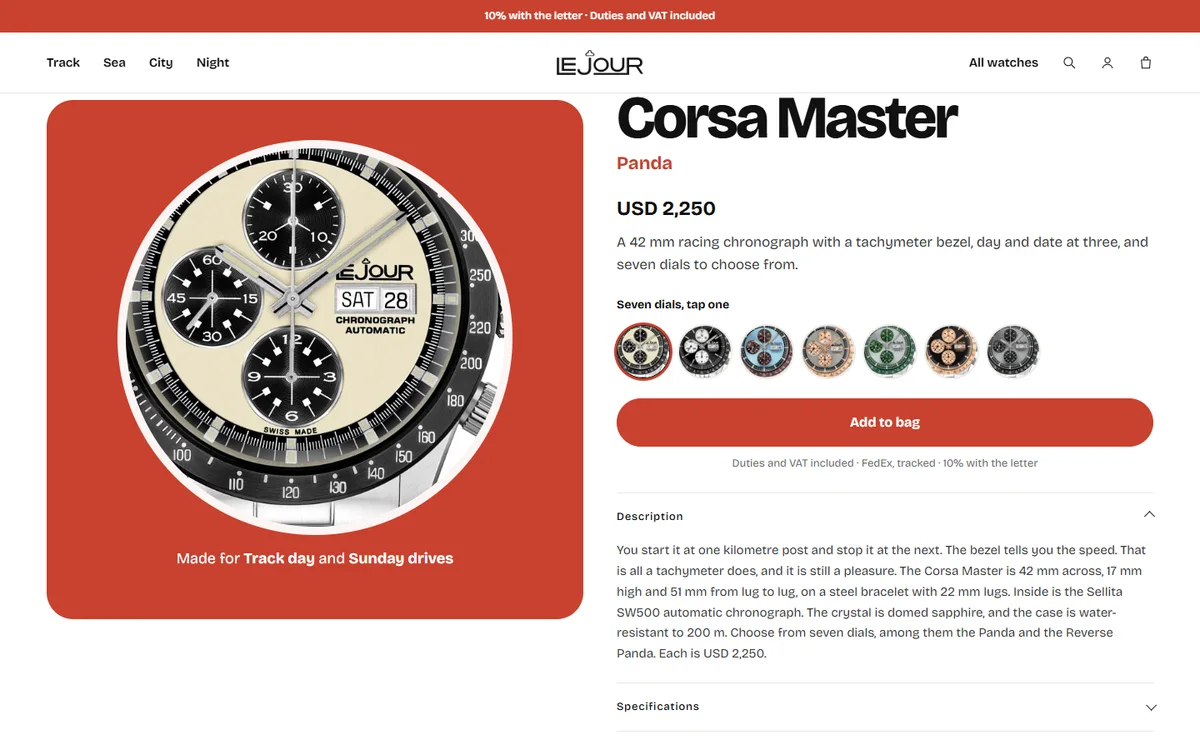 10% with the letter · Duties and VAT included
Track Sea City Night
LEJOUR
All watches
30
20 10
60
45 15
30
12
9 3
6
LEJOUR
SAT 28
CHRONOGRAPH
AUTOMATIC
SWISS MADE
250
220
200
180
160
150
140
130
120
110
100
Made for Track day and Sunday drives
Corsa Master
Panda
USD 2,250
A 42 mm racing chronograph with a tachymeter bezel, day and date at three, and
seven dials to choose from.
Seven dials, tap one
Add to bag
Duties and VAT included · FedEx, tracked · 10% with the letter
Description
You start it at one kilometre post and stop it at the next. The bezel tells you the speed. That
is all a tachymeter does, and it is still a pleasure. The Corsa Master is 42 mm across, 17 mm
high and 51 mm from lug to lug, on a steel bracelet with 22 mm lugs. Inside is the Sellita
SW500 automatic chronograph. The crystal is domed sapphire, and the case is water-
resistant to 200 m. Choose from seven dials, among them the Panda and the Reverse
Panda. Each is USD 2,250.
Specifications